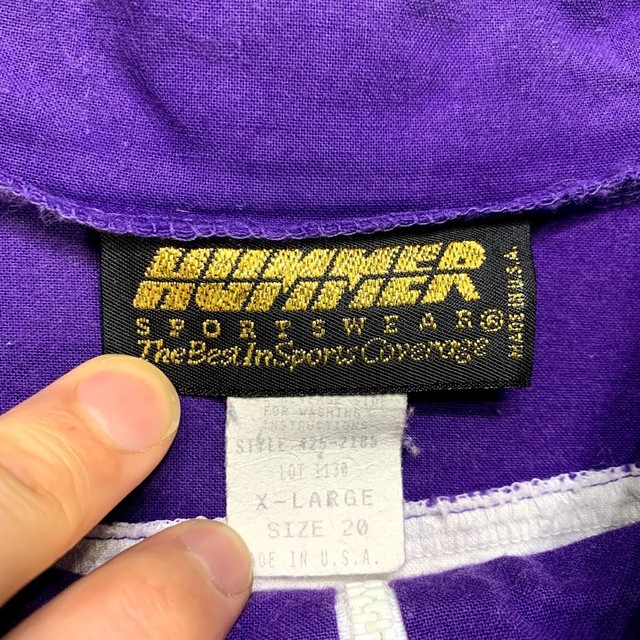 HUMMER
SPORTSWEAR®
The Best In Sports Coverage
MADE IN U.S.A.
FOR WASHING
INSTRUCTIONS
STYLE 425-2185
LOT 1130
X-LARGE
SIZE 20
MADE IN U.S.A.